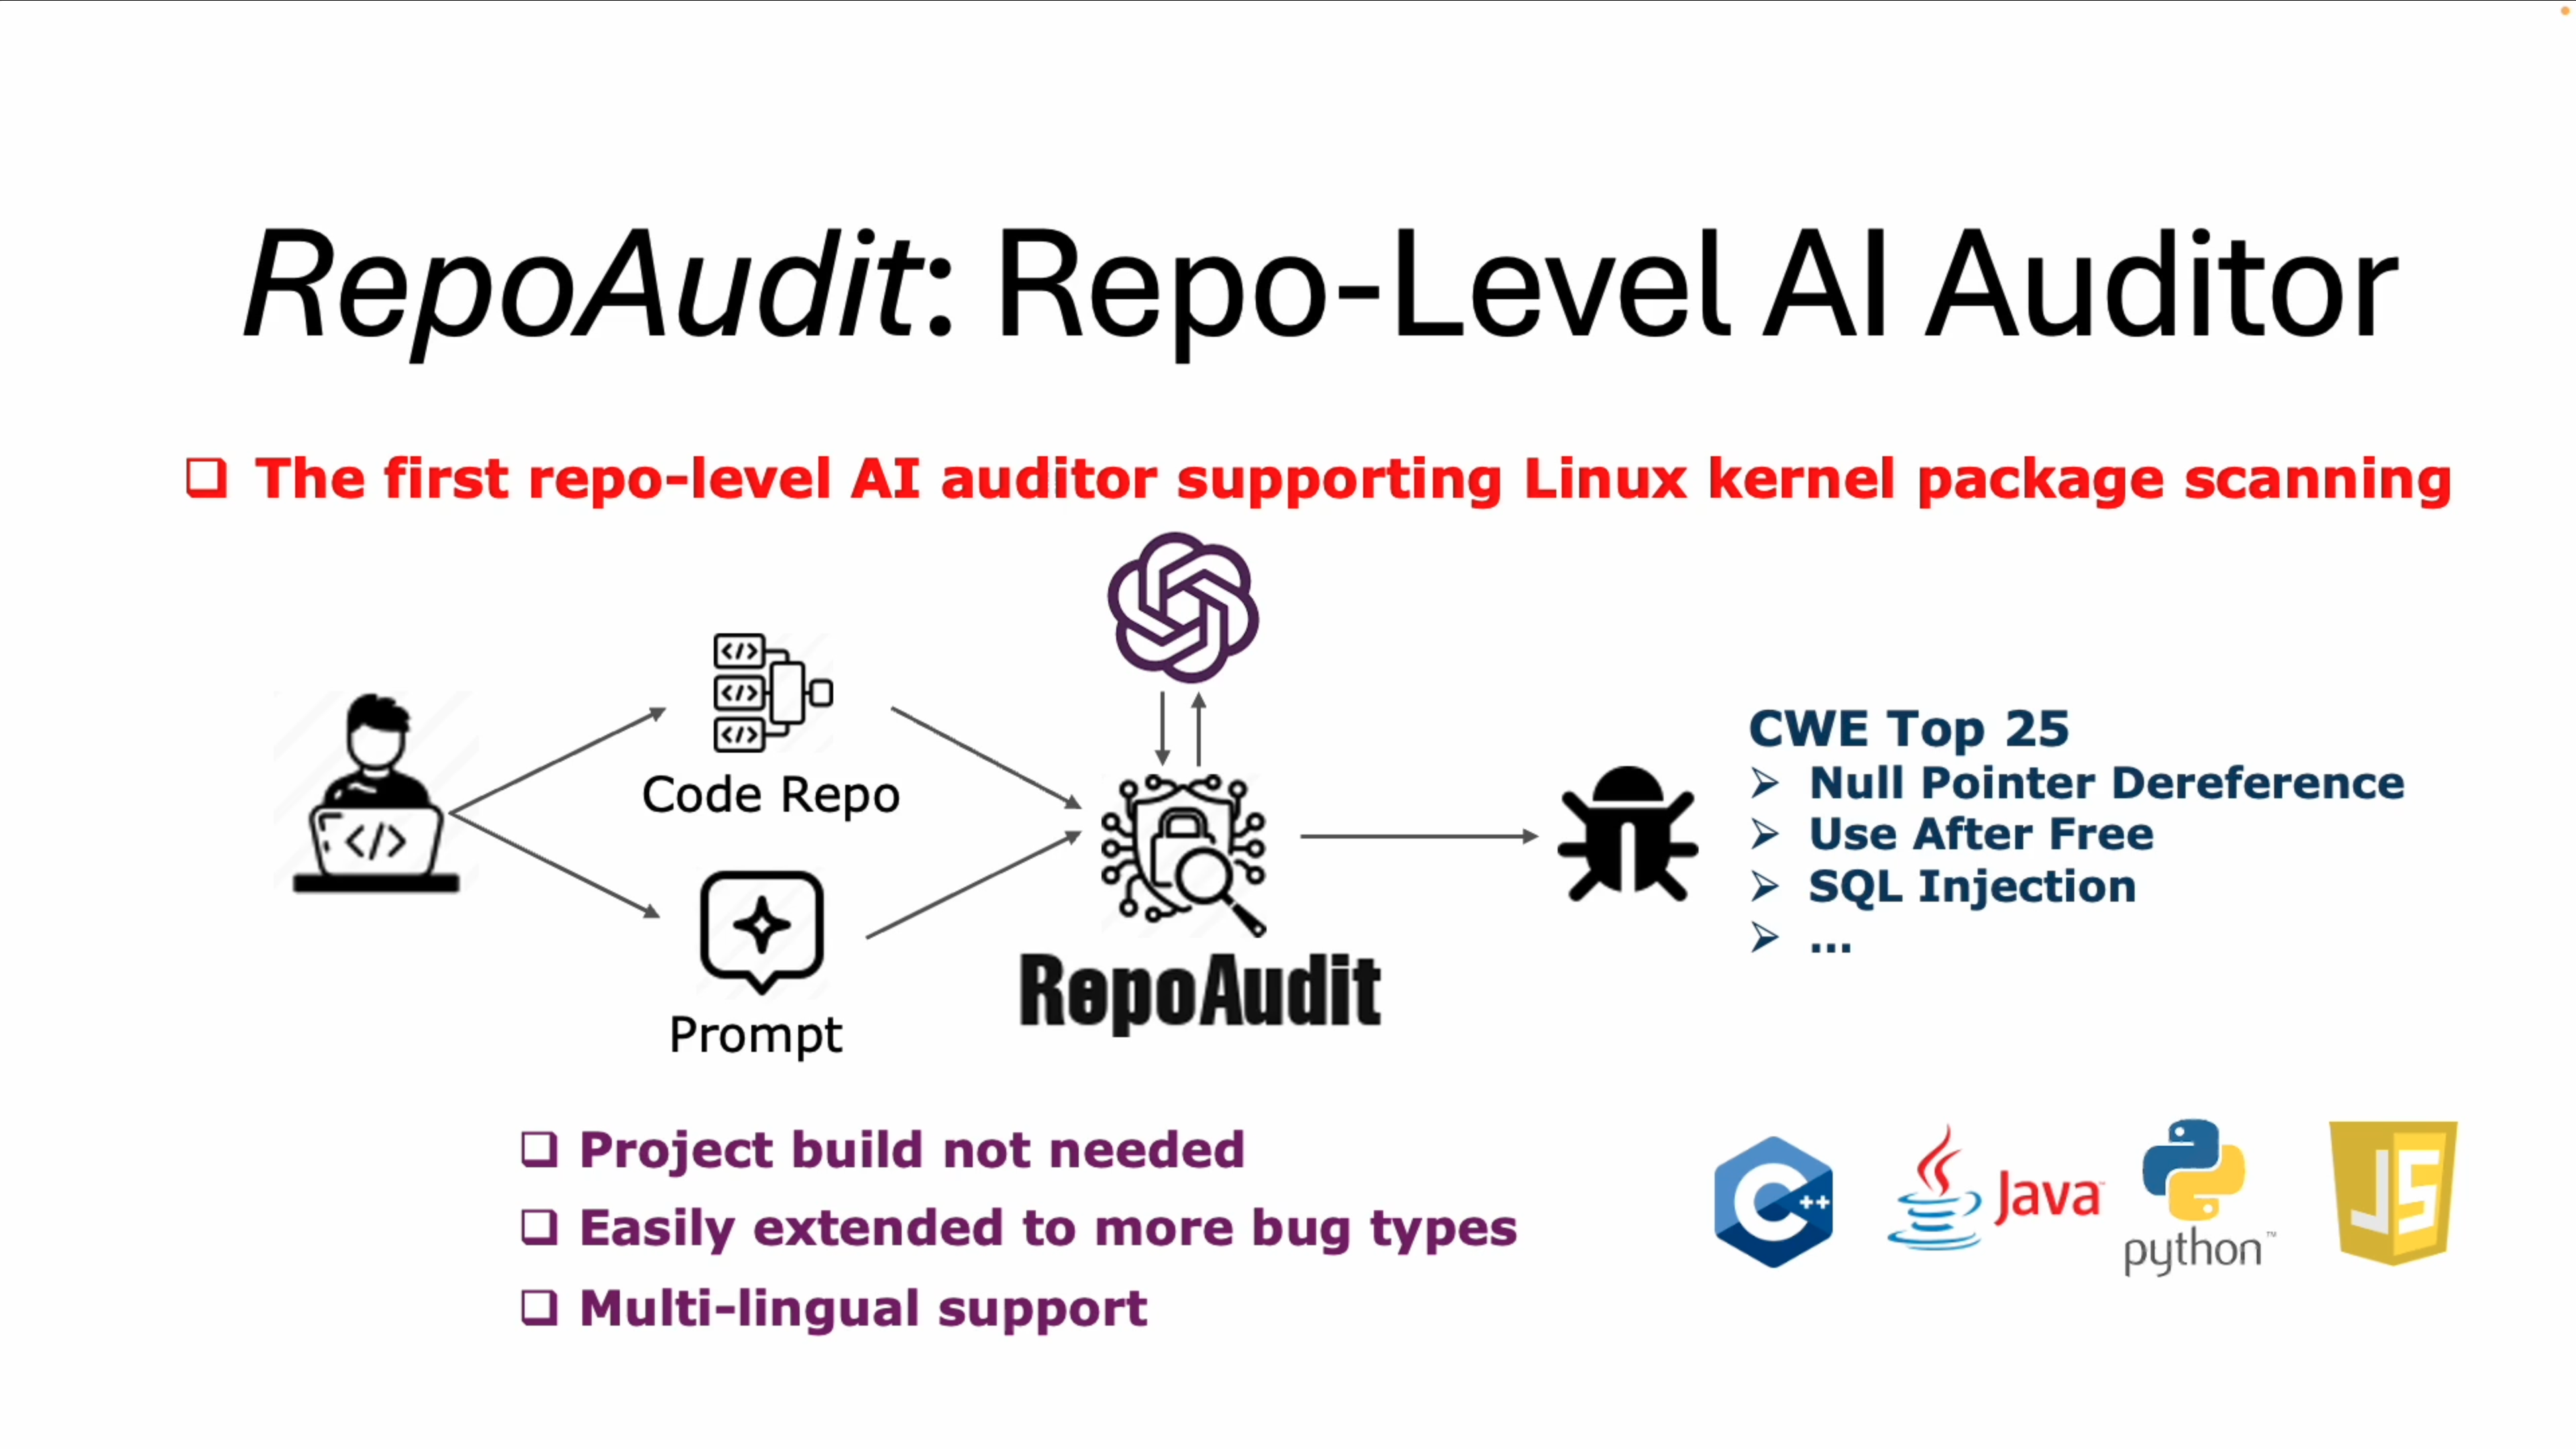 RepoAudit: Repo-Level AI Auditor
The first repo-level AI auditor supporting Linux kernel package scanning
</>
</>
</>
Code Repo
</>
Prompt
RepoAudit
CWE Top 25
Null Pointer Dereference
Use After Free
SQL Injection
...
Project build not needed
Easily extended to more bug types
Multi-lingual support
C++
Java™
python™
JS